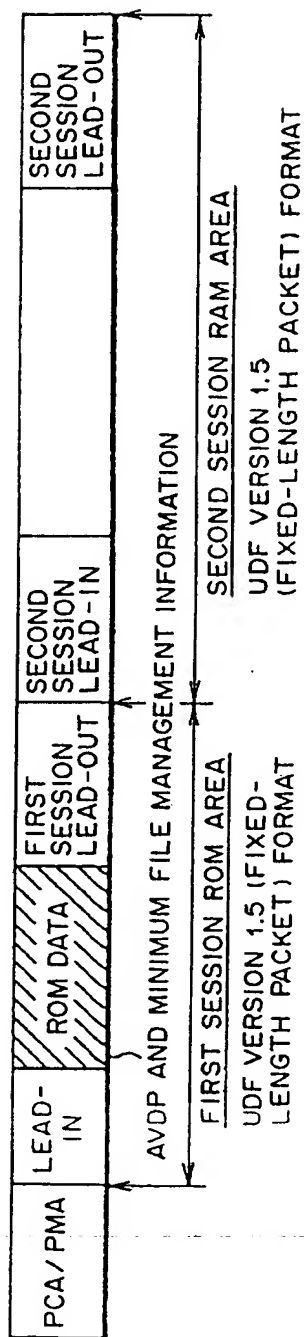 PCA/PMA
LEAD-
IN
ROM DATA
FIRST
SESSION
LEAD-OUT
SECOND
SESSION
LEAD-IN
SECOND
SESSION
LEAD-OUT
AVDP AND MINIMUM FILE MANAGEMENT INFORMATION
FIRST SESSION ROM AREA
UDF VERSION 1.5 (FIXED-
LENGTH PACKET) FORMAT
SECOND SESSION RAM AREA
UDF VERSION 1.5
(FIXED-LENGTH PACKET) FORMAT